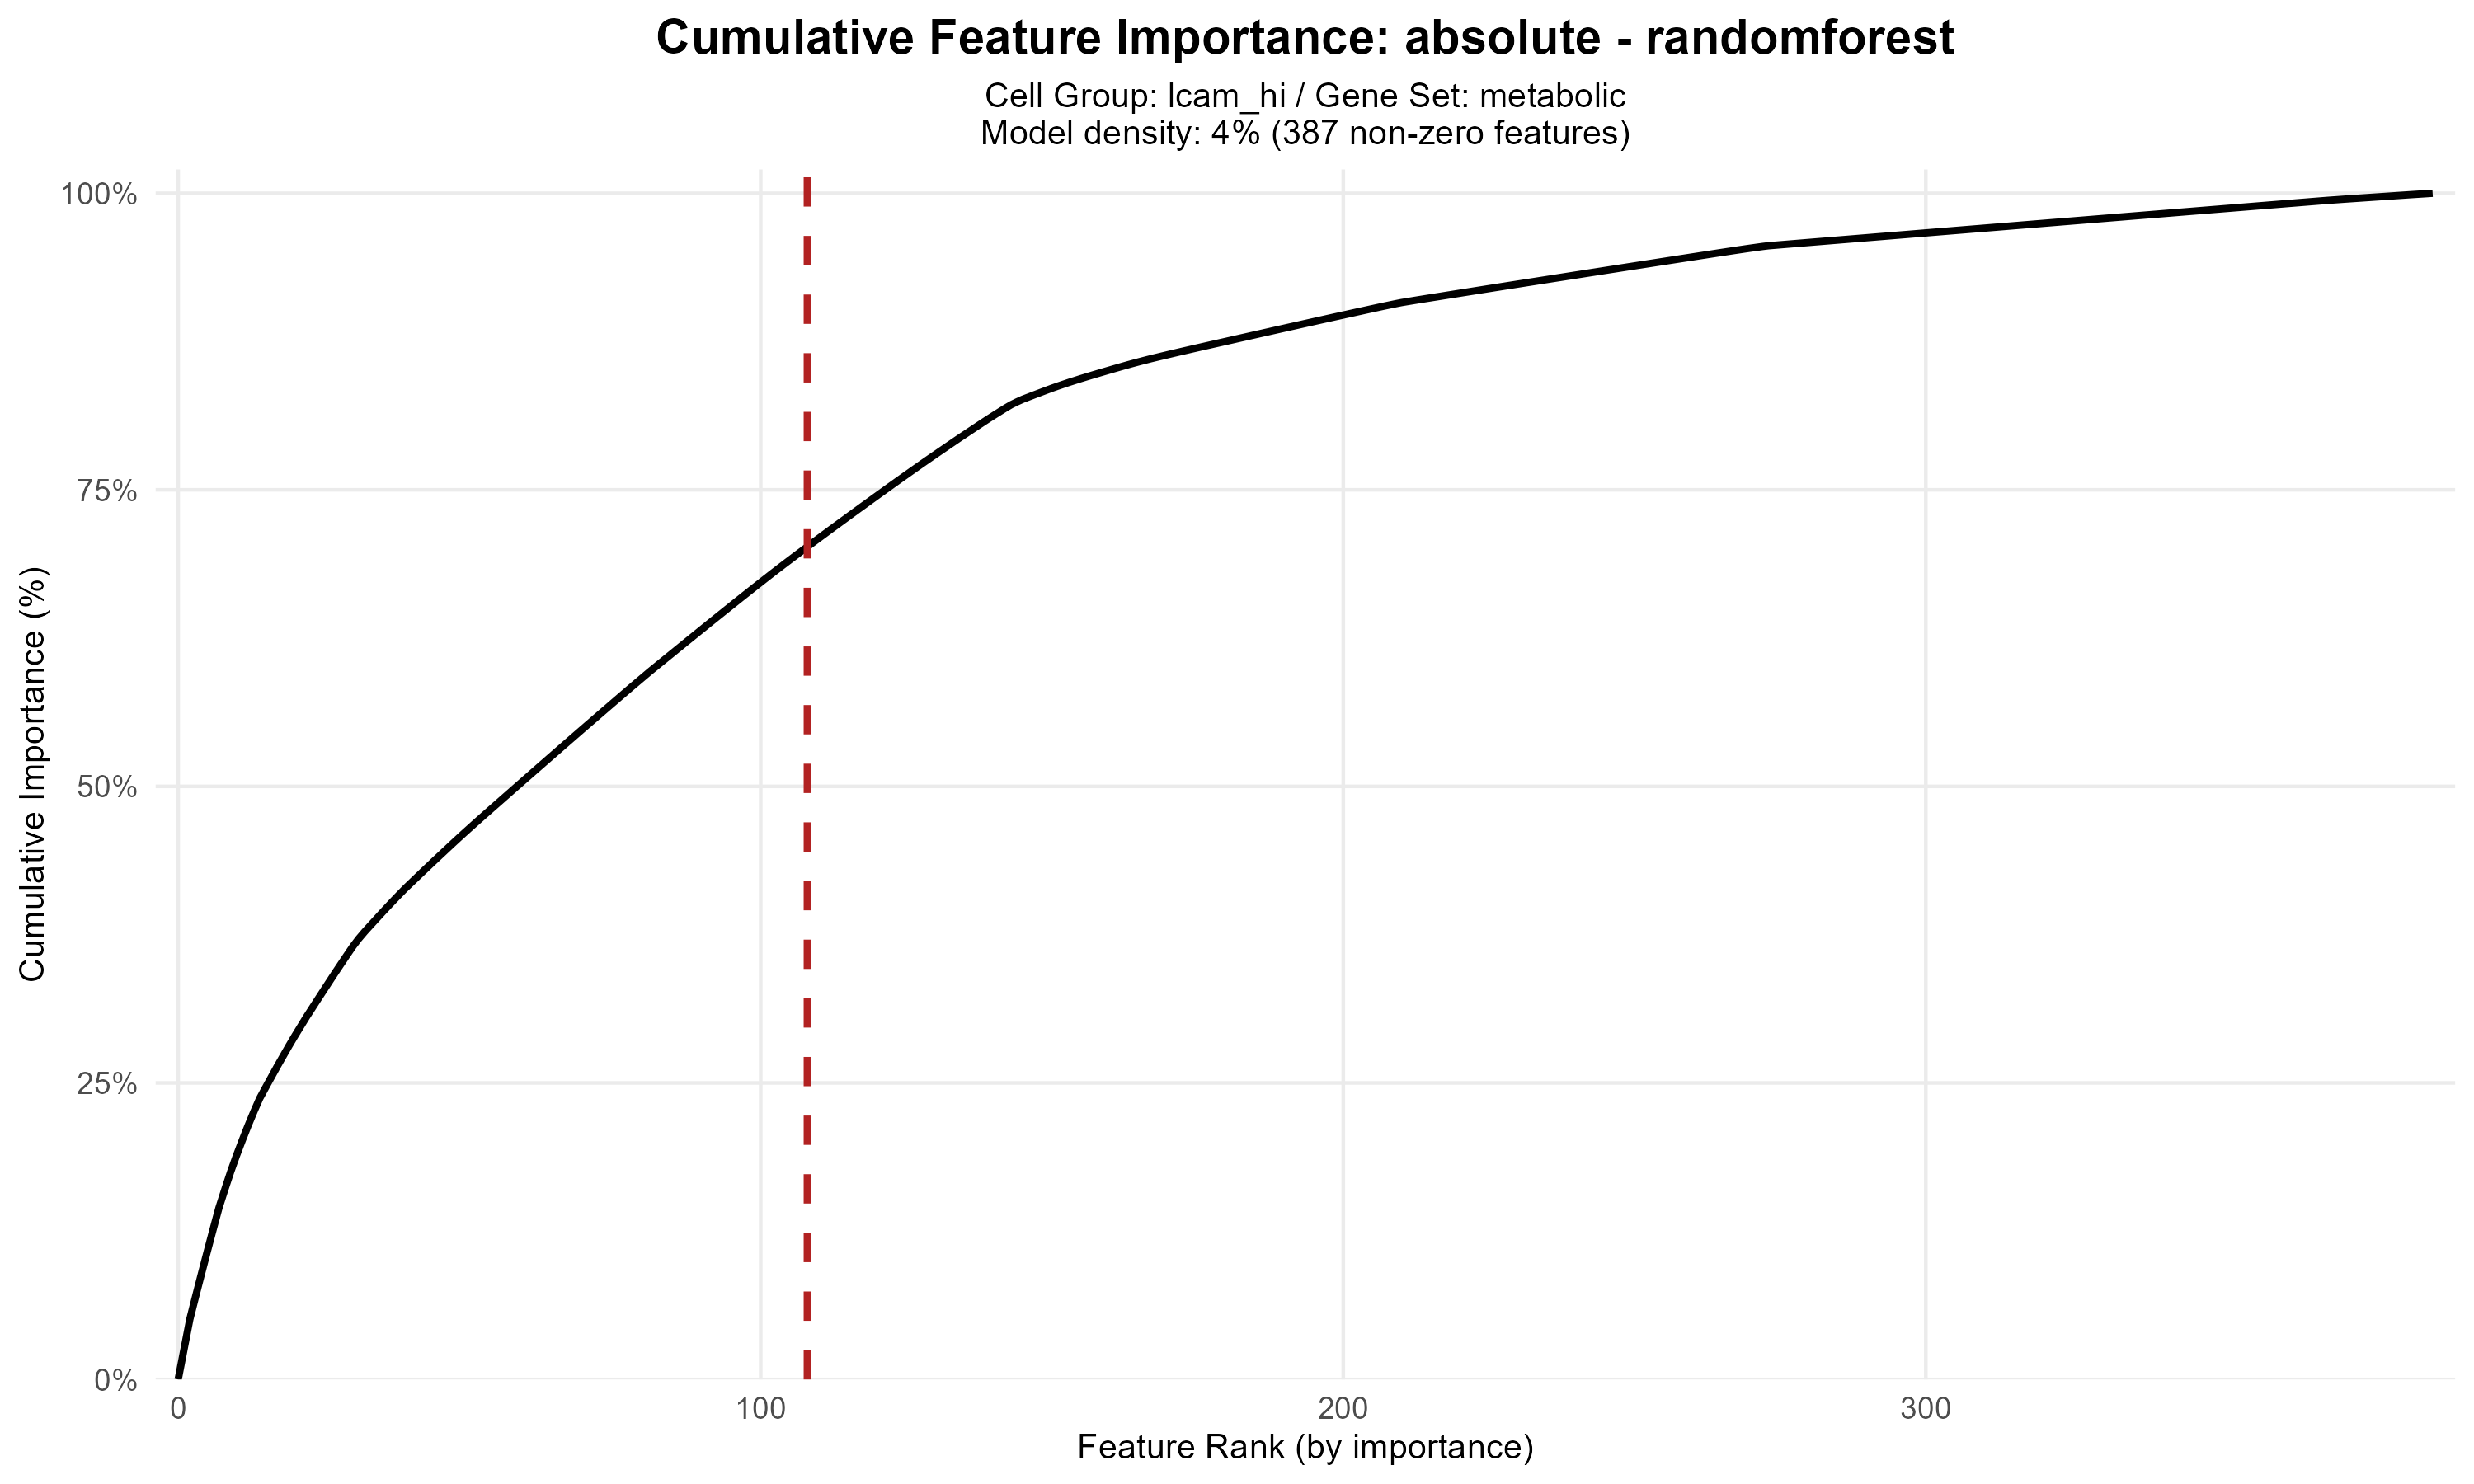 Cumulative Feature Importance: absolute - randomforest
Cell Group: lcam_hi / Gene Set: metabolic
Model density: 4% (387 non-zero features)
100%
75%
50%
25%
0%
Cumulative Importance (%)
0 100 200 300
Feature Rank (by importance)